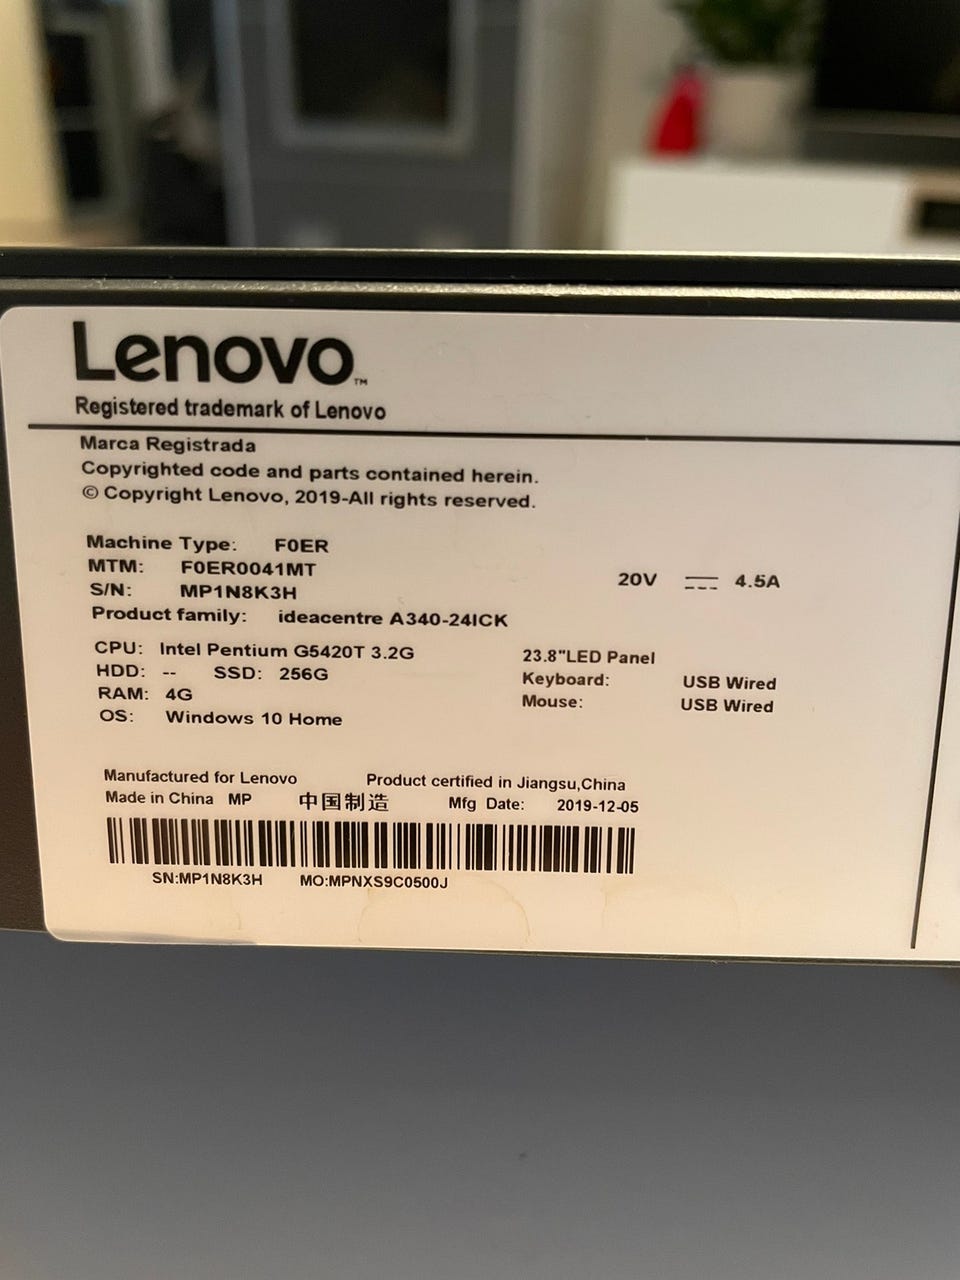 Lenovo™
Registered trademark of Lenovo
Marca Registrada
Copyrighted code and parts contained herein.
© Copyright Lenovo, 2019-All rights reserved.
Machine Type: F0ER
MTM: F0ER0041MT
S/N: MP1N8K3H
Product family: ideacentre A340-24ICK
20V ⎓ 4.5A
CPU: Intel Pentium G5420T 3.2G
HDD: -- SSD: 256G
RAM: 4G
OS: Windows 10 Home
23.8"LED Panel
Keyboard: USB Wired
Mouse: USB Wired
Manufactured for Lenovo Product certified in Jiangsu,China
Made in China MP 中国制造 Mfg Date: 2019-12-05
SN:MP1N8K3H MO:MPNXS9C0500J